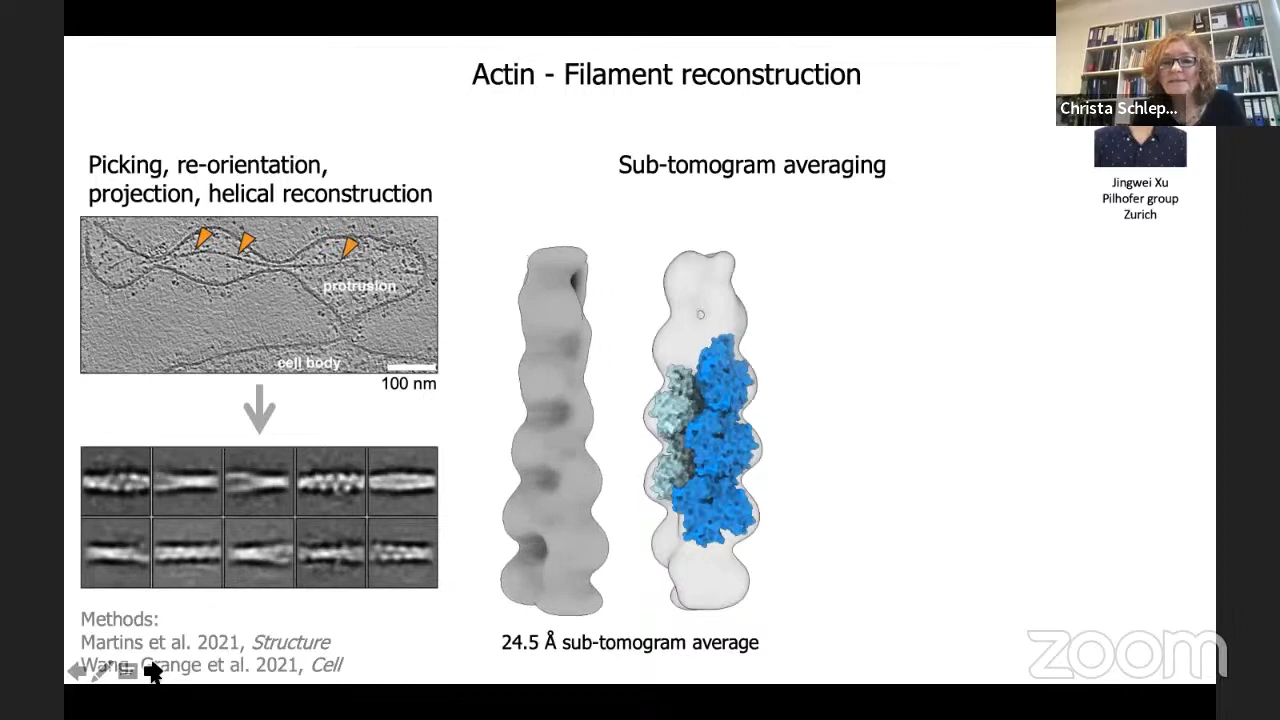 Actin - Filament reconstruction
Christa Schlep...
Jingwei Xu
Pilhofer group
Zurich
Picking, re-orientation,
projection, helical reconstruction
protrusion
cell body
100 nm
Sub-tomogram averaging
24.5 Å sub-tomogram average
Methods:
Martins et al. 2021, Structure
Wang, Grange et al. 2021, Cell
zoom